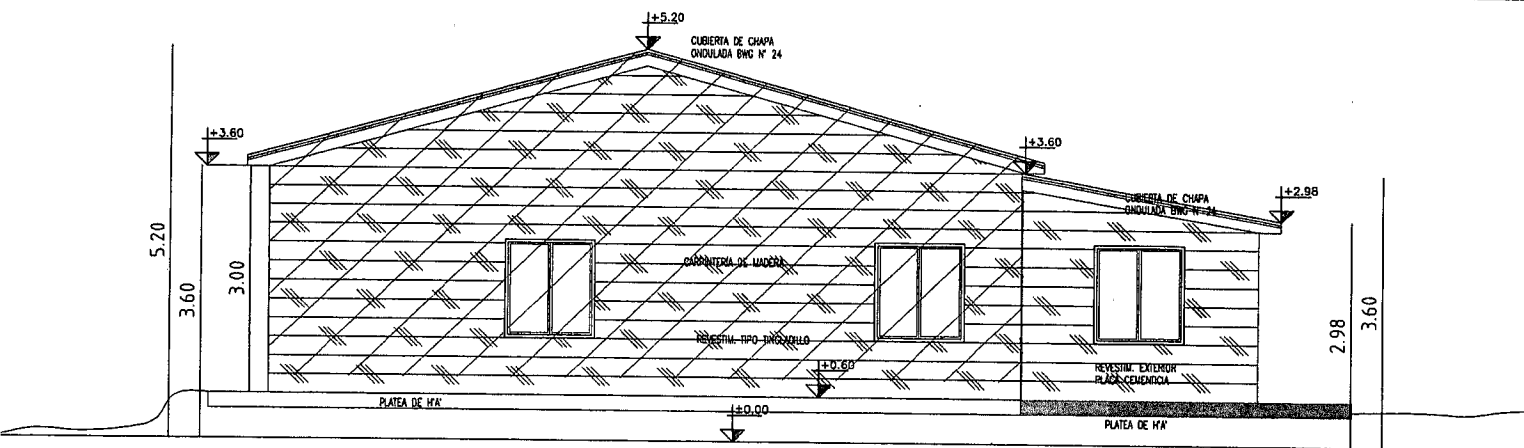 +5.20
CUBIERTA DE CHAPA
ONDULADA BWG N° 24
+3.60
+3.60
+2.98
CUBIERTA DE CHAPA
ONDULADA BWG N° 24
5.20
3.60
3.00
CARPINTERIA DE MADERA
REVESTIM. TIPO TINGLADILLO
+0.60
REVESTIM. EXTERIOR
PLACA CEMENTICIA
2.98
3.60
PLATEA DE H'A'
±0.00
PLATEA DE H'A'